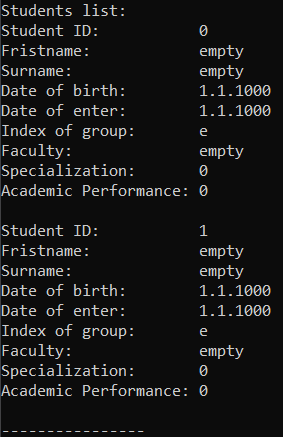 Students list:
Student ID: 0
Fristname: empty
Surname: empty
Date of birth: 1.1.1000
Date of enter: 1.1.1000
Index of group: e
Faculty: empty
Specialization: 0
Academic Performance: 0
Student ID: 1
Fristname: empty
Surname: empty
Date of birth: 1.1.1000
Date of enter: 1.1.1000
Index of group: e
Faculty: empty
Specialization: 0
Academic Performance: 0
----------------